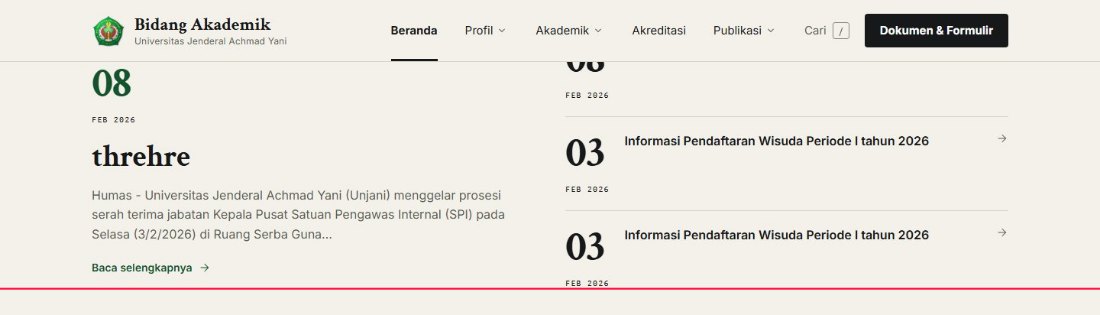 Bidang Akademik
Universitas Jenderal Achmad Yani
Beranda
Profil
Akademik
Akreditasi
Publikasi
Cari /
Dokumen & Formulir
08
FEB 2026
threhre
Humas - Universitas Jenderal Achmad Yani (Unjani) menggelar prosesi
serah terima jabatan Kepala Pusat Satuan Pengawas Internal (SPI) pada
Selasa (3/2/2026) di Ruang Serba Guna...
Baca selengkapnya →
08
FEB 2026
03
FEB 2026
Informasi Pendaftaran Wisuda Periode I tahun 2026 →
03
FEB 2026
Informasi Pendaftaran Wisuda Periode I tahun 2026 →